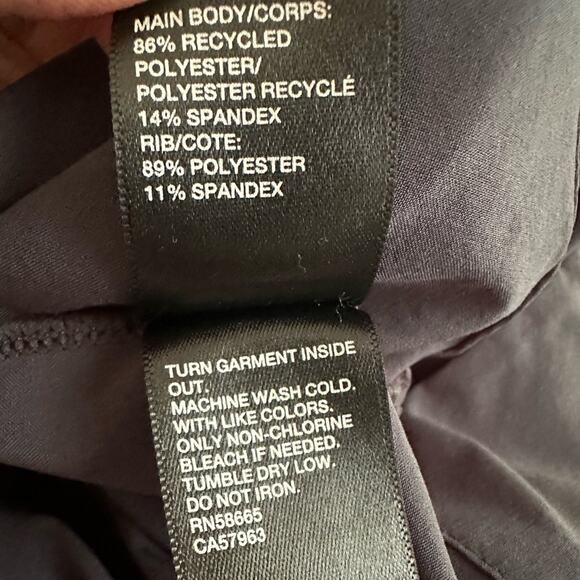 MAIN BODY/CORPS:
86% RECYCLED
POLYESTER/
POLYESTER RECYCLÉ
14% SPANDEX
RIB/COTE:
89% POLYESTER
11% SPANDEX
TURN GARMENT INSIDE
OUT.
MACHINE WASH COLD.
WITH LIKE COLORS.
ONLY NON-CHLORINE
BLEACH IF NEEDED.
TUMBLE DRY LOW.
DO NOT IRON.
RN58665
CA57963